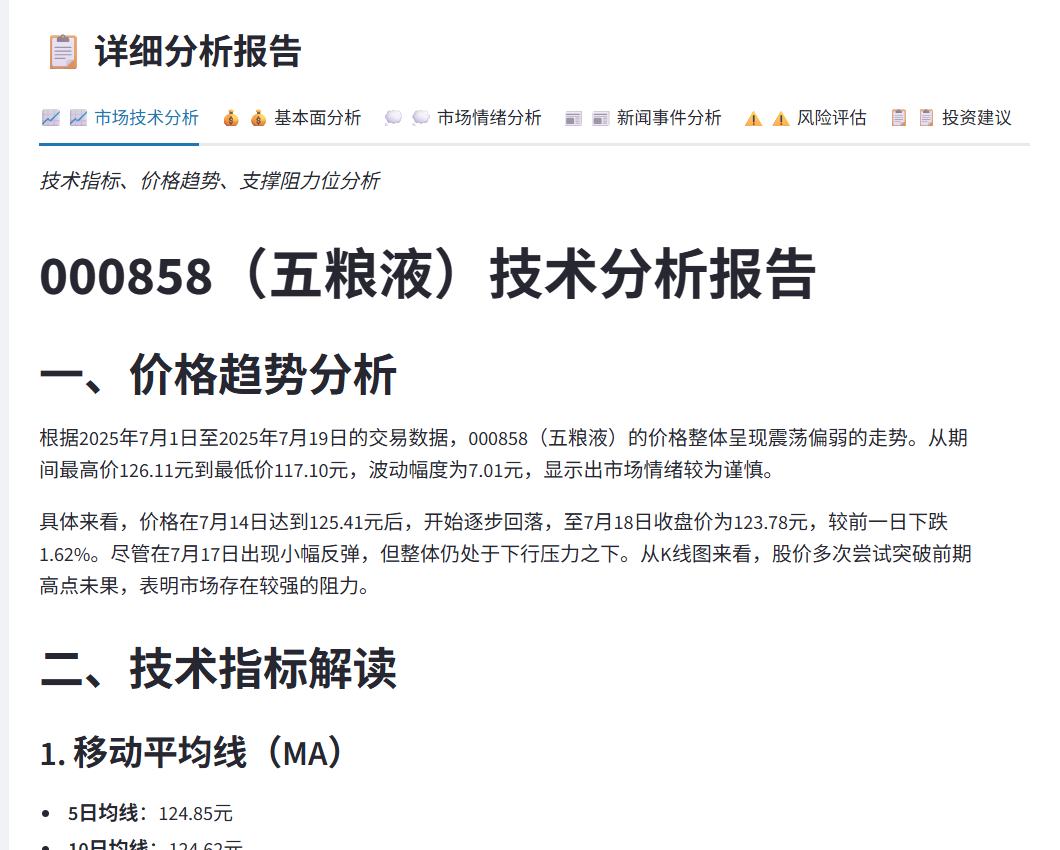 📋 详细分析报告
📈 📈 市场技术分析 💰 💰 基本面分析 💭 💭 市场情绪分析 📰 📰 新闻事件分析 ⚠️ ⚠️ 风险评估 📋 📋 投资建议
技术指标、价格趋势、支撑阻力位分析
000858（五粮液）技术分析报告
一、价格趋势分析
根据2025年7月1日至2025年7月19日的交易数据，000858（五粮液）的价格整体呈现震荡偏弱的走势。从期
间最高价126.11元到最低价117.10元，波动幅度为7.01元，显示出市场情绪较为谨慎。
具体来看，价格在7月14日达到125.41元后，开始逐步回落，至7月18日收盘价为123.78元，较前一日下跌
1.62%。尽管在7月17日出现小幅反弹，但整体仍处于下行压力之下。从K线图来看，股价多次尝试突破前期
高点未果，表明市场存在较强的阻力。
二、技术指标解读
1. 移动平均线（MA）
• 5日均线：124.85元
• 10日均线：124.62元